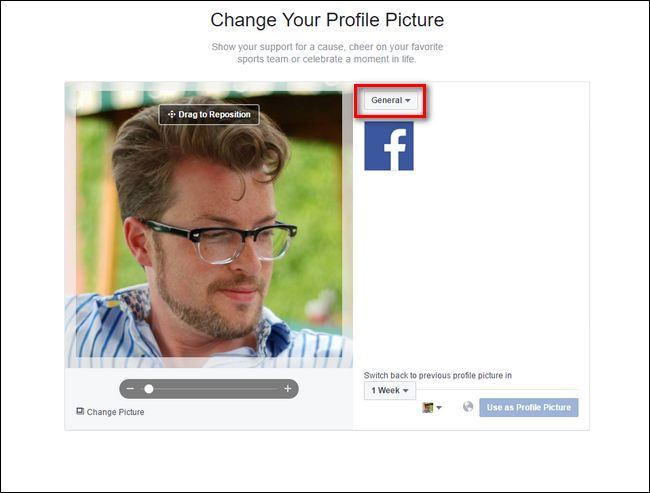 Change Your Profile Picture
Show your support for a cause, cheer on your favorite
sports team or celebrate a moment in life.
Drag to Reposition
General
f
Switch back to previous profile picture in
1 Week
Change Picture
Use as Profile Picture